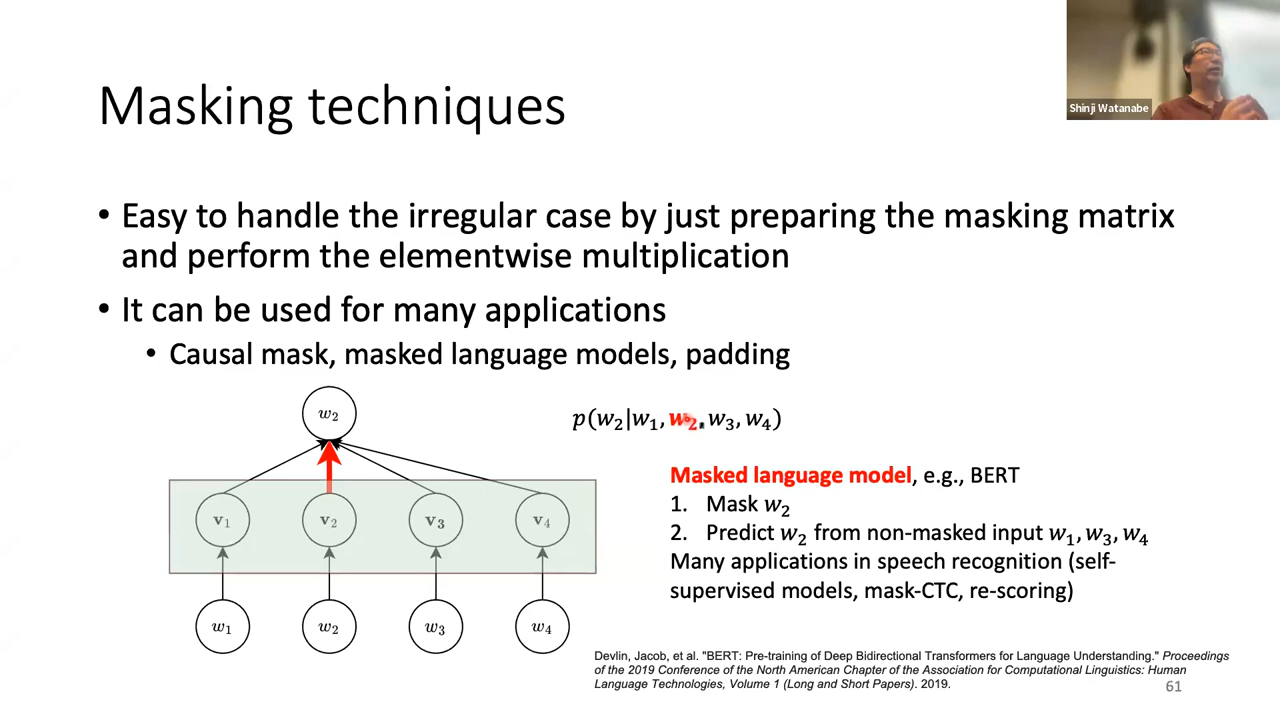 Shinji Watanabe
Masking techniques
• Easy to handle the irregular case by just preparing the masking matrix
and perform the elementwise multiplication
• It can be used for many applications
• Causal mask, masked language models, padding
w₂
p(w₂|w₁, w₂, w₃, w₄)
v₁ v₂ v₃ v₄
w₁ w₂ w₃ w₄
Masked language model, e.g., BERT
1. Mask w₂
2. Predict w₂ from non-masked input w₁, w₃, w₄
Many applications in speech recognition (self-
supervised models, mask-CTC, re-scoring)
Devlin, Jacob, et al. "BERT: Pre-training of Deep Bidirectional Transformers for Language Understanding." Proceedings
of the 2019 Conference of the North American Chapter of the Association for Computational Linguistics: Human
Language Technologies, Volume 1 (Long and Short Papers). 2019.
61